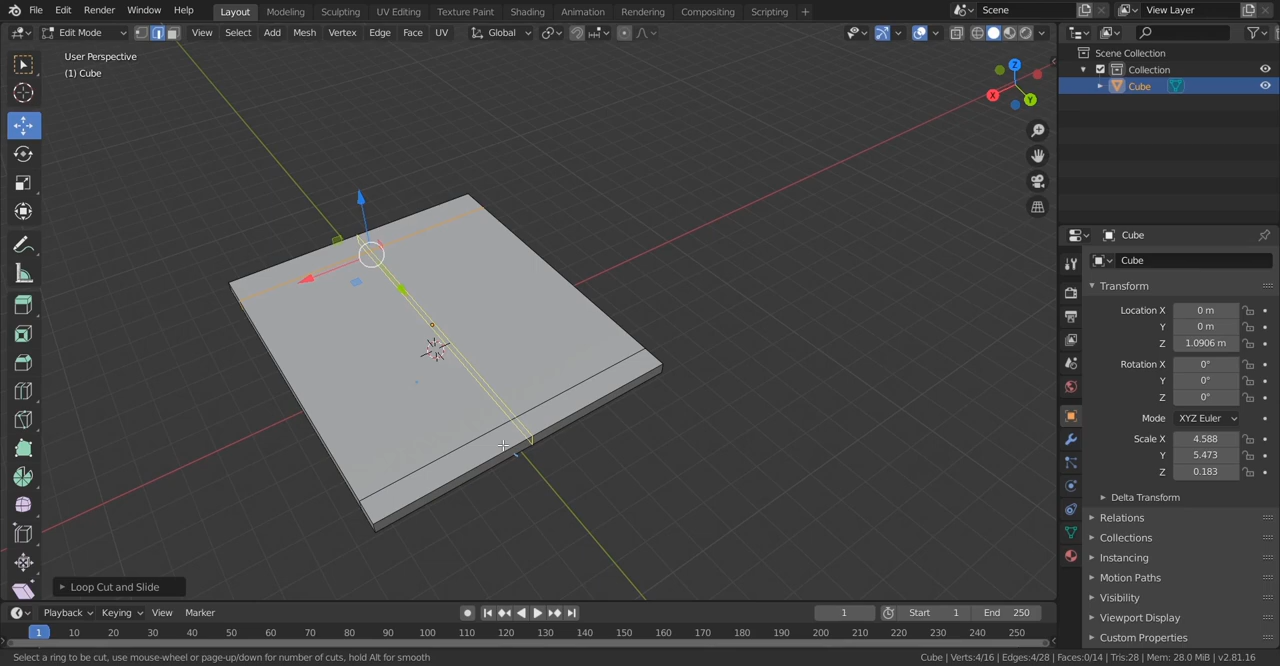 File Edit Render Window Help Layout Modeling Sculpting UV Editing Texture Paint Shading Animation Rendering Compositing Scripting + Scene View Layer
Edit Mode View Select Add Mesh Vertex Edge Face UV Global
User Perspective
(1) Cube
Scene Collection
Collection
Cube
Z
X
Y
Cube
Cube
Transform
Location X 0 m
Y 0 m
Z 1.0906 m
Rotation X 0°
Y 0°
Z 0°
Mode XYZ Euler
Scale X 4.588
Y 5.473
Z 0.183
Delta Transform
Relations
Collections
Instancing
Motion Paths
Visibility
Viewport Display
Custom Properties
Loop Cut and Slide
Playback Keying View Marker 1 Start 1 End 250
1 10 20 30 40 50 60 70 80 90 100 110 120 130 140 150 160 170 180 190 200 210 220 230 240 250
Select a ring to be cut, use mouse-wheel or page-up/down for number of cuts, hold Alt for smooth
Cube | Verts:4/16 | Edges:4/28 | Faces:0/14 | Tris:28 | Mem: 28.0 MiB | v2.81.16